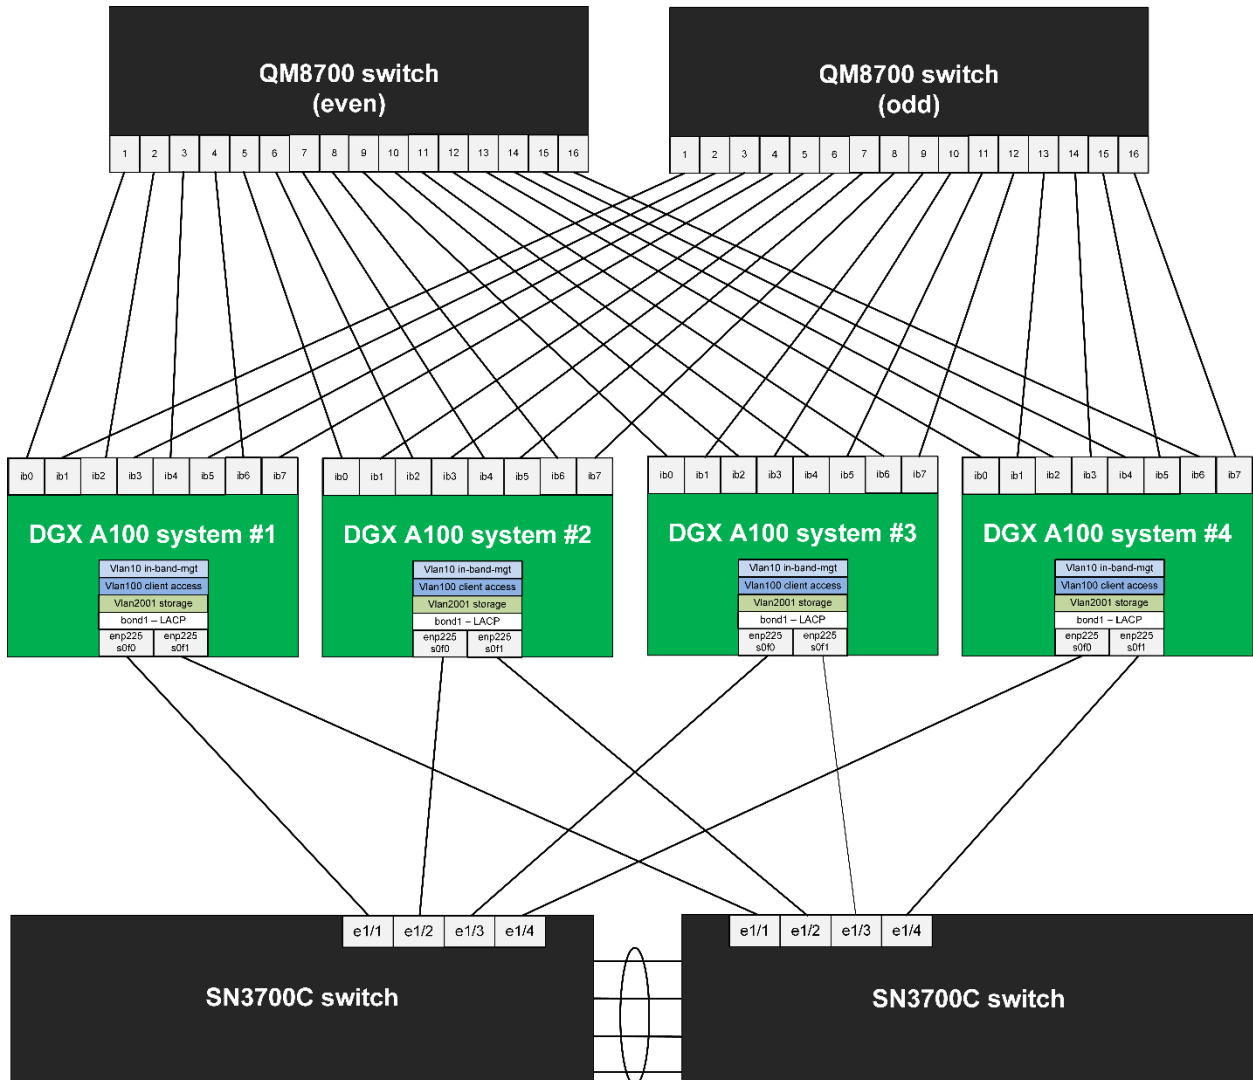 QM8700 switch
(even)
QM8700 switch
(odd)
1 2 3 4 5 6 7 8 9 10 11 12 13 14 15 16
1 2 3 4 5 6 7 8 9 10 11 12 13 14 15 16
ib0 ib1 ib2 ib3 ib4 ib5 ib6 ib7
ib0 ib1 ib2 ib3 ib4 ib5 ib6 ib7
ib0 ib1 ib2 ib3 ib4 ib5 ib6 ib7
ib0 ib1 ib2 ib3 ib4 ib5 ib6 ib7
DGX A100 system #1
Vlan10 in-band-mgt
Vlan100 client access
Vlan2001 storage
bond1 – LACP
enp225 enp225
s0f0 s0f1
DGX A100 system #2
Vlan10 in-band-mgt
Vlan100 client access
Vlan2001 storage
bond1 – LACP
enp225 enp225
s0f0 s0f1
DGX A100 system #3
Vlan10 in-band-mgt
Vlan100 client access
Vlan2001 storage
bond1 – LACP
enp225 enp225
s0f0 s0f1
DGX A100 system #4
Vlan10 in-band-mgt
Vlan100 client access
Vlan2001 storage
bond1 – LACP
enp225 enp225
s0f0 s0f1
e1/1 e1/2 e1/3 e1/4
SN3700C switch
e1/1 e1/2 e1/3 e1/4
SN3700C switch